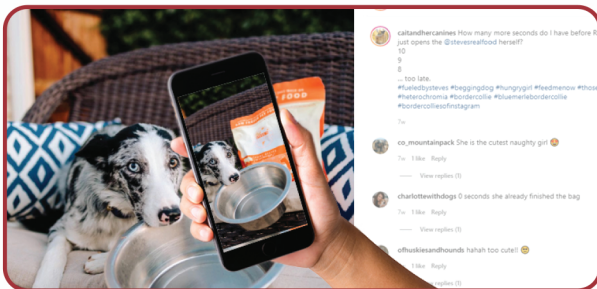 caitandhercanines How many more seconds do I have before R
just opens the @stevesrealfood herself?
10
9
8
... too late.
#fueledbysteves #beggingdog #hungrygirl #feedmenow #those
#heterochromia #bordercollie #bluemerlebordercollie
#bordercolliesofinstagram
7w
co_mountainpack She is the cutest naughty girl 😍
7w 1 like Reply
View replies (1)
charlottewithdogs 0 seconds she already finished the bag
7w 1 like Reply
View replies (1)
ofhuskiesandhounds hahah too cute!! 😄
1 like Reply
replies (1)
FOOD